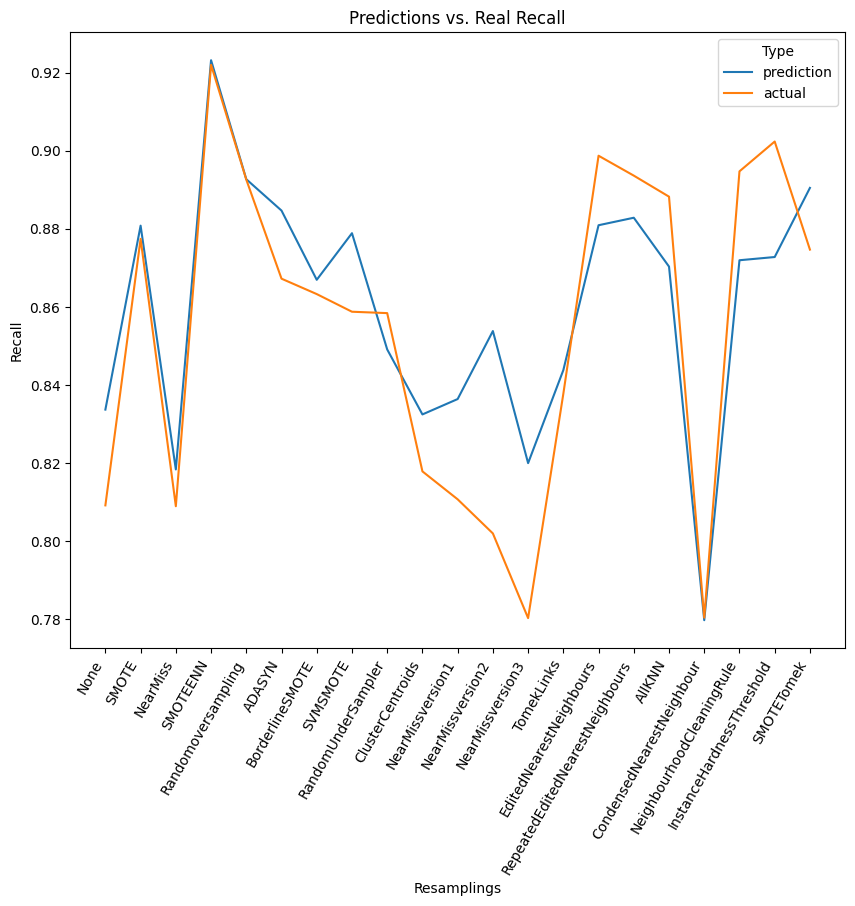 Predictions vs. Real Recall
Type
prediction
actual
0.92
0.90
0.88
0.86
0.84
0.82
0.80
0.78
Recall
None
SMOTE
NearMiss
SMOTEENN
Randomoversampling
ADASYN
BorderlineSMOTE
SVMSMOTE
RandomUnderSampler
ClusterCentroids
NearMissversion1
NearMissversion2
NearMissversion3
TomekLinks
EditedNearestNeighbours
RepeatedEditedNearestNeighbours
AllKNN
CondensedNearestNeighbour
NeighbourhoodCleaningRule
InstanceHardnessThreshold
SMOTETomek
Resamplings